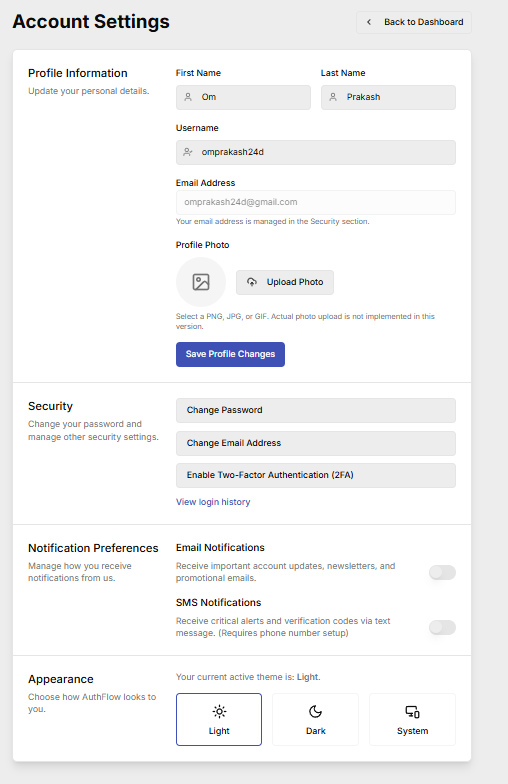 Account Settings
Back to Dashboard
Profile Information
Update your personal details.
First Name
Last Name
Om
Prakash
Username
omprakash24d
Email Address
omprakash24d@gmail.com
Your email address is managed in the Security section.
Profile Photo
Upload Photo
Select a PNG, JPG, or GIF. Actual photo upload is not implemented in this
version.
Save Profile Changes
Security
Change your password and
manage other security settings.
Change Password
Change Email Address
Enable Two-Factor Authentication (2FA)
View login history
Notification Preferences
Manage how you receive
notifications from us.
Email Notifications
Receive important account updates, newsletters, and
promotional emails.
SMS Notifications
Receive critical alerts and verification codes via text
message. (Requires phone number setup)
Appearance
Choose how AuthFlow looks to
you.
Your current active theme is: Light.
Light
Dark
System